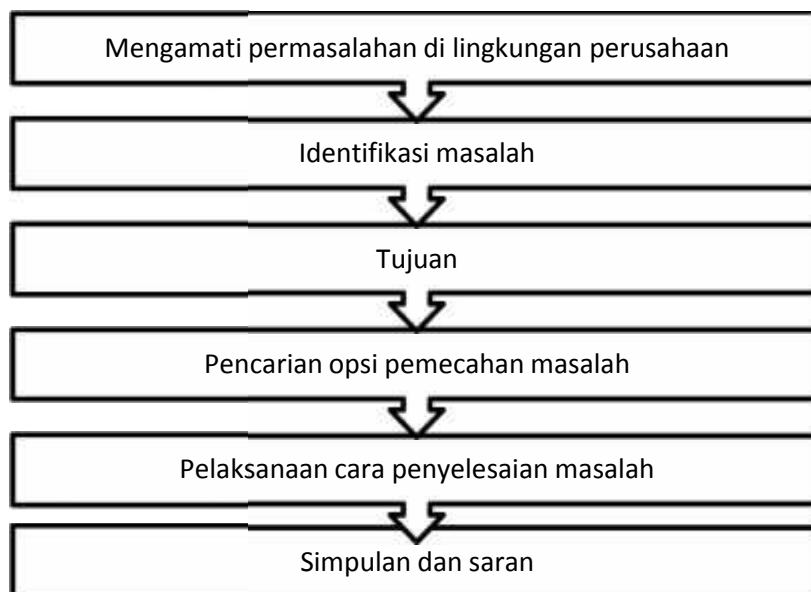 Mengamati permasalahan di lingkungan perusahaan
Identifikasi masalah
Tujuan
Pencarian opsi pemecahan masalah
Pelaksanaan cara penyelesaian masalah
Simpulan dan saran